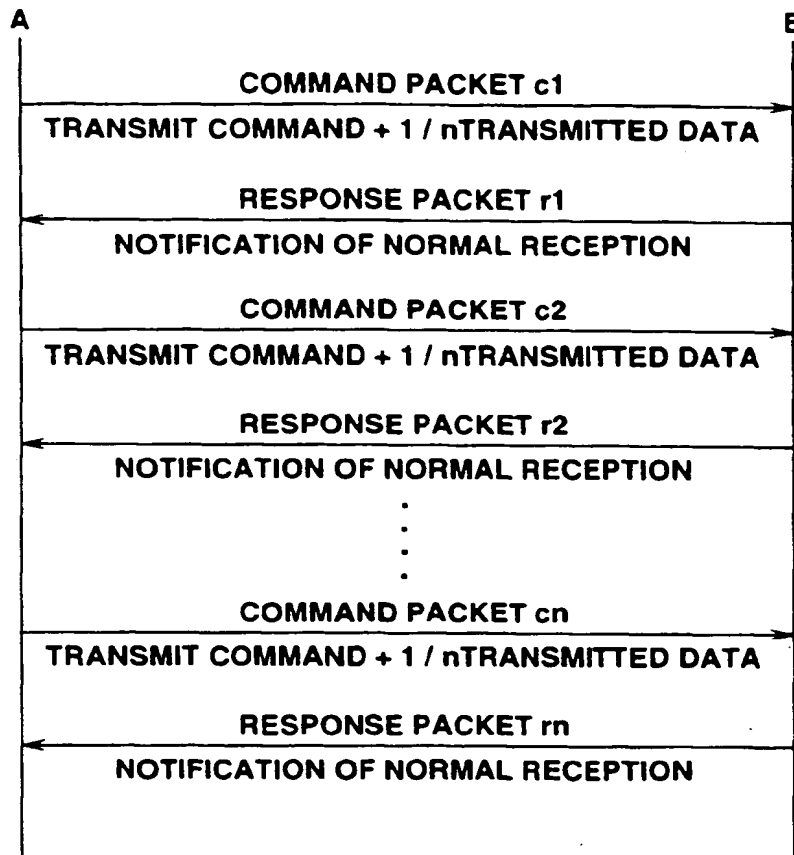 A
COMMAND PACKET c1
TRANSMIT COMMAND + 1 / nTRANSMITTED DATA
RESPONSE PACKET r1
NOTIFICATION OF NORMAL RECEPTION
COMMAND PACKET c2
TRANSMIT COMMAND + 1 / nTRANSMITTED DATA
RESPONSE PACKET r2
NOTIFICATION OF NORMAL RECEPTION
COMMAND PACKET cn
TRANSMIT COMMAND + 1 / nTRANSMITTED DATA
RESPONSE PACKET rn
NOTIFICATION OF NORMAL RECEPTION